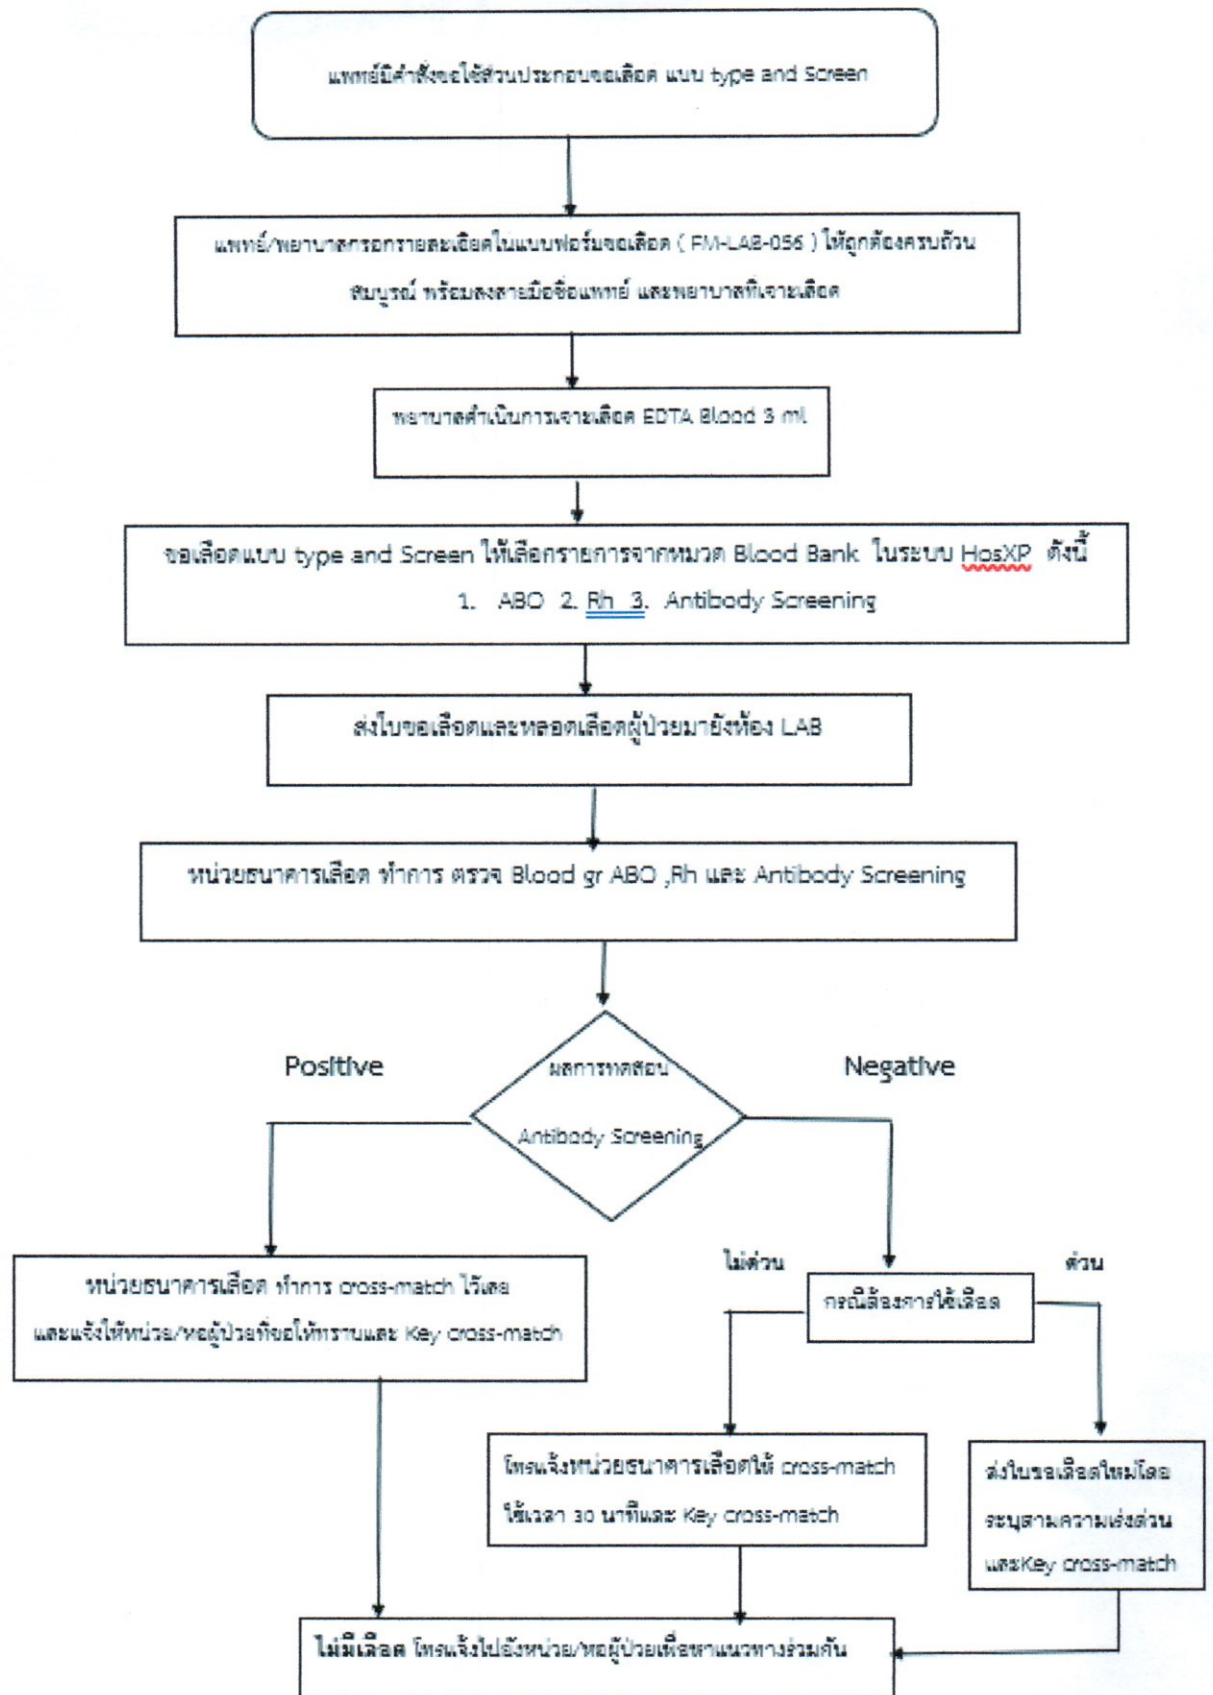 แพทย์มีคำสั่งขอใช้ส่วนประกอบขอเลือด แบบ type and Screen
แพทย์/พยาบาลกรอกรายละเอียดในแบบฟอร์มขอเลือด ( FM-LAB-056 ) ให้ถูกต้องครบถ้วน
สมบูรณ์ พร้อมลงลายมือชื่อแพทย์ และพยาบาลที่เจาะเลือด
พยาบาลดำเนินการเจาะเลือด EDTA Blood 3 ml
ขอเลือดแบบ type and Screen ให้เลือกรายการจากหมวด Blood Bank ในระบบ HosXP ดังนี้
1. ABO 2. Rh 3. Antibody Screening
ส่งใบขอเลือดและหลอดเลือดผู้ป่วยมายังห้อง LAB
หน่วยธนาคารเลือด ทำการ ตรวจ Blood gr ABO ,Rh และ Antibody Screening
Positive
ผลการทดสอบ
Negative
Antibody Screening
หน่วยธนาคารเลือด ทำการ cross-match ไว้เลย
และแจ้งให้หน่วย/หอผู้ป่วยที่ขอให้ทราบและ Key cross-match
ไม่ด่วน
ด่วน
กรณีต้องการใช้เลือด
โทรแจ้งหน่วยธนาคารเลือดให้ cross-match
ใช้เวลา 30 นาทีและ Key cross-match
ส่งใบขอเลือดใหม่โดย
ระบุตามความเร่งด่วน
และKey cross-match
ไม่มีเลือด โทรแจ้งไปยังหน่วย/หอผู้ป่วยเพื่อหาแนวทางร่วมกัน